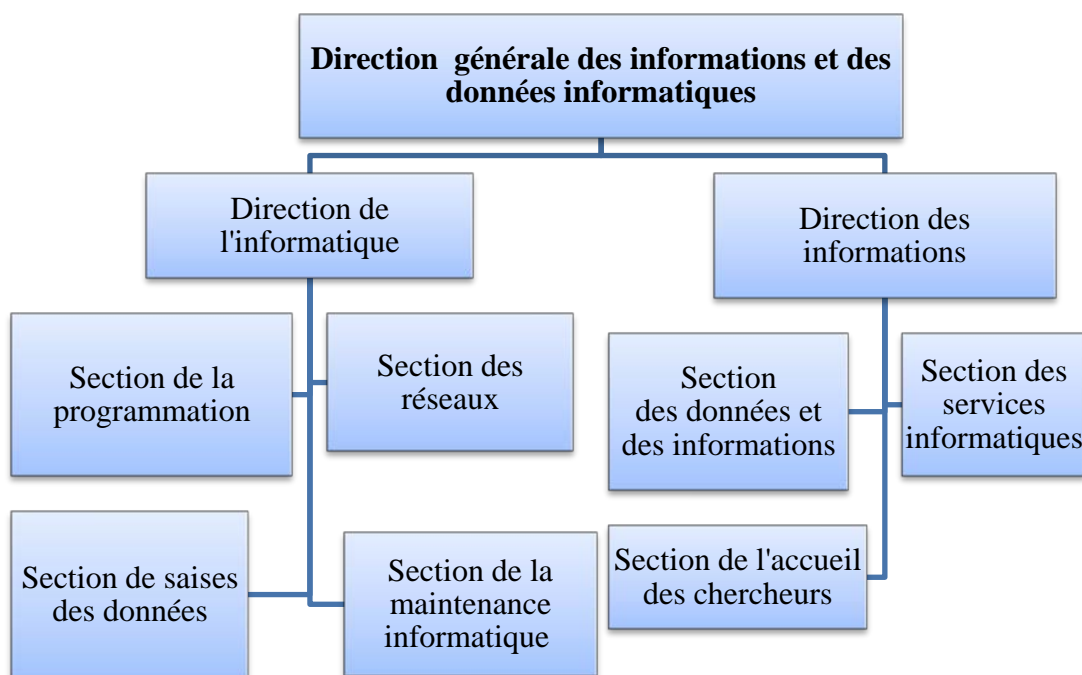 Direction générale des informations et des
données informatiques
Direction de
l'informatique
Direction des
informations
Section de la
programmation
Section des
réseaux
Section
des données et
des informations
Section des
services
informatiques
Section de saises
des données
Section de la
maintenance
informatique
Section de l'accueil
des chercheurs